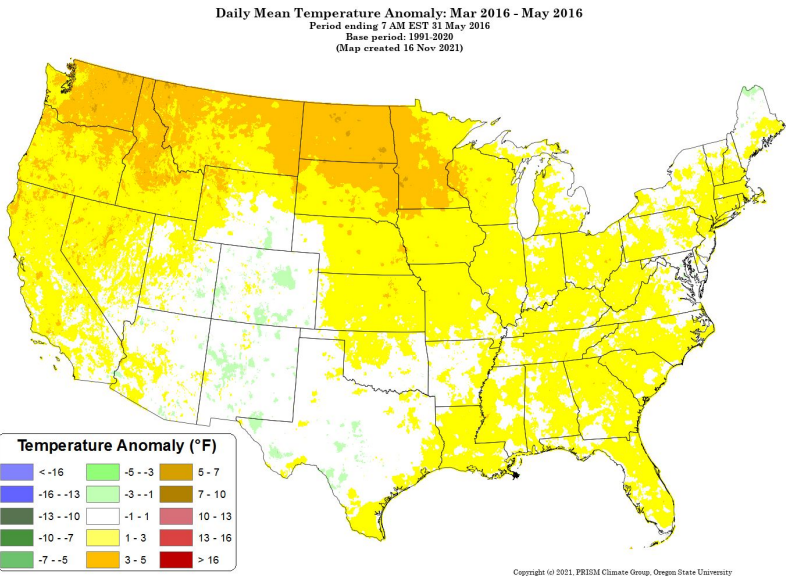 Daily Mean Temperature Anomaly: Mar 2016 - May 2016
Period ending 7 AM EST 31 May 2016
Base period: 1991-2020
(Map created 16 Nov 2021)
Temperature Anomaly (°F)
< -16
-16 - -13
-13 - -10
-10 - -7
-7 - -5
-5 - -3
-3 - -1
-1 - 1
1 - 3
3 - 5
5 - 7
7 - 10
10 - 13
13 - 16
> 16
Copyright (c) 2021, PRISM Climate Group, Oregon State University